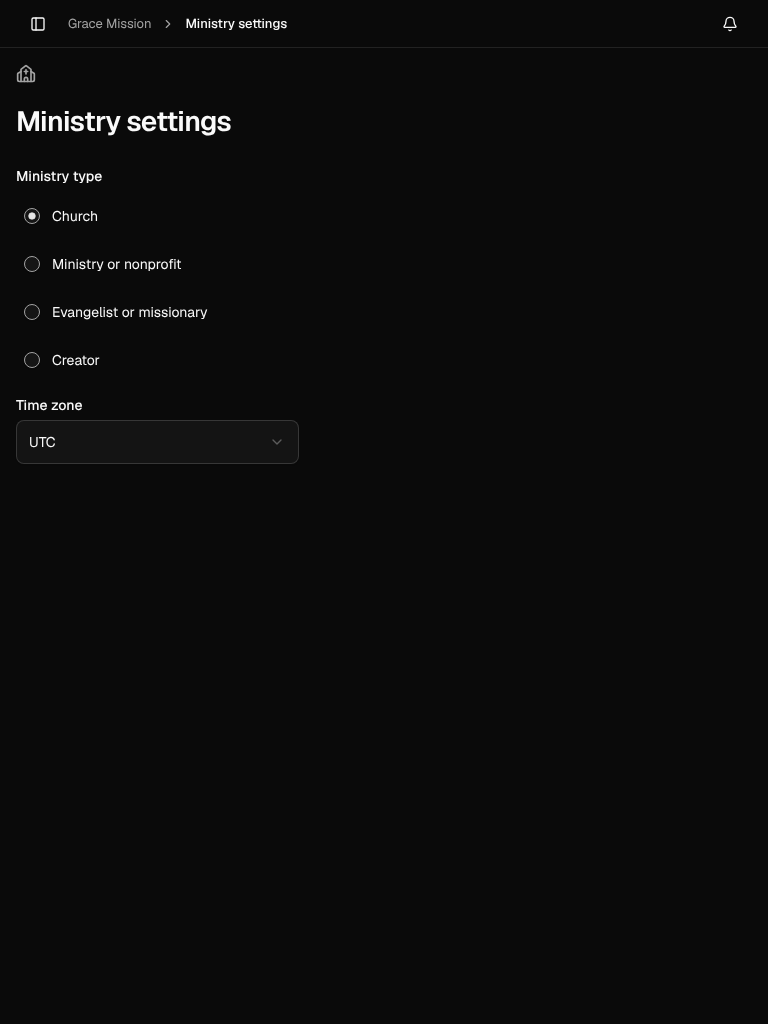 Grace Mission > Ministry settings
Ministry settings
Ministry type
Church
Ministry or nonprofit
Evangelist or missionary
Creator
Time zone
UTC